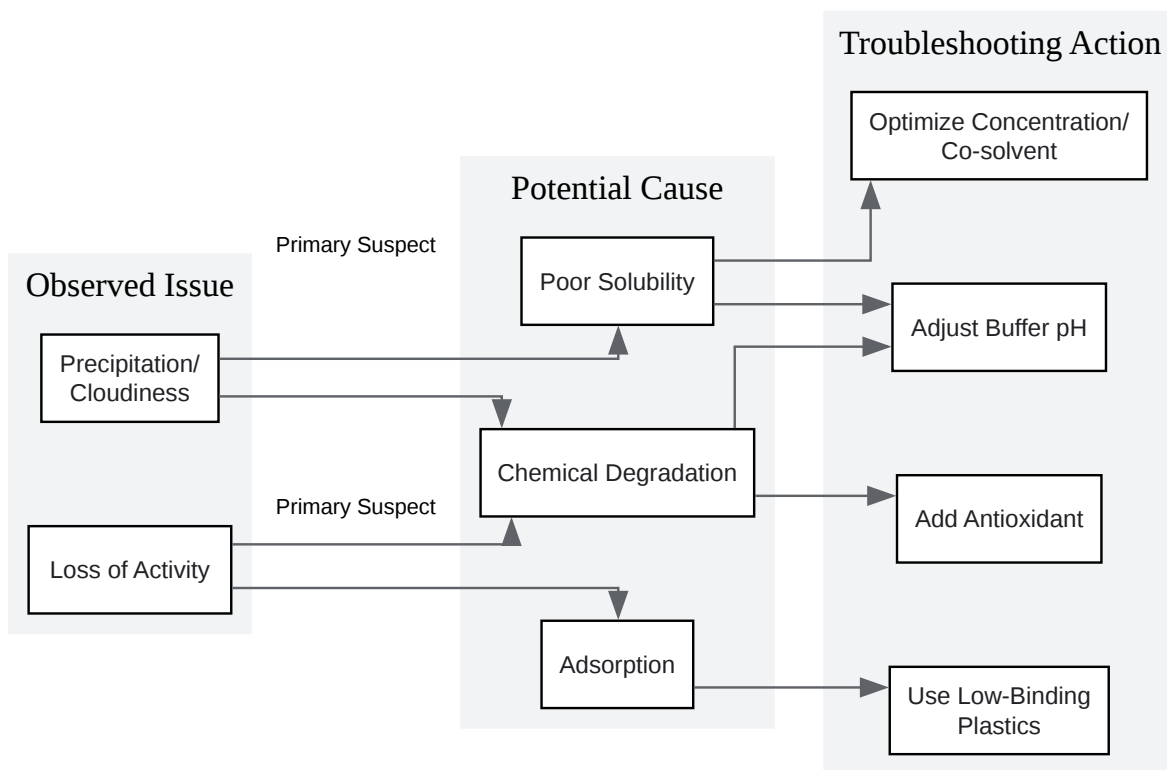 Observed Issue
Precipitation/
Cloudiness
Loss of Activity
Primary Suspect
Primary Suspect
Potential Cause
Poor Solubility
Chemical Degradation
Adsorption
Troubleshooting Action
Optimize Concentration/
Co-solvent
Adjust Buffer pH
Add Antioxidant
Use Low-Binding
Plastics